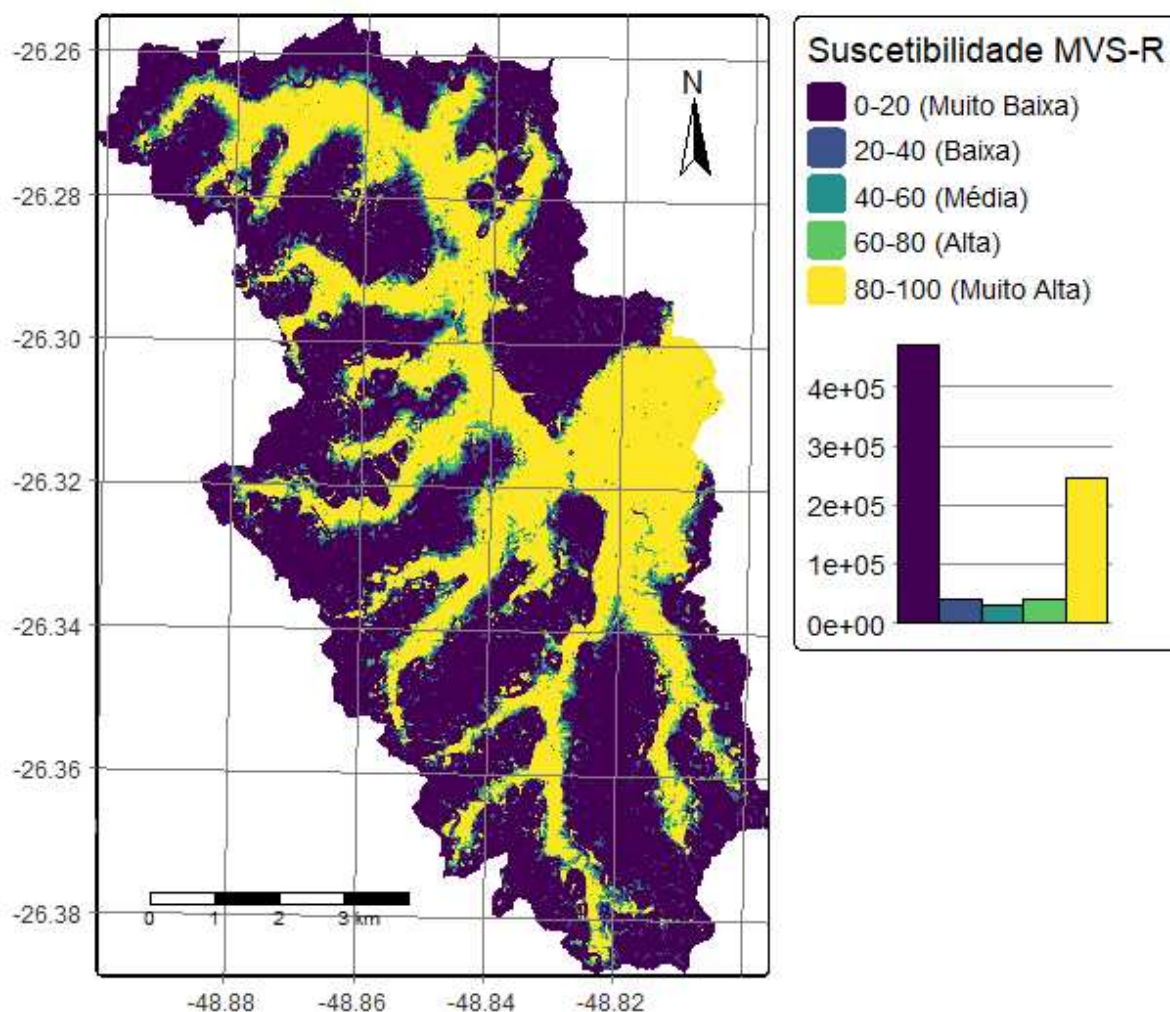 -26.26
-26.28
-26.30
-26.32
-26.34
-26.36
-26.38
-48.88
-48.86
-48.84
-48.82
N
0
1
2
3 km
Suscetibilidade MVS-R
0-20 (Muito Baixa)
20-40 (Baixa)
40-60 (Média)
60-80 (Alta)
80-100 (Muito Alta)
4e+05
3e+05
2e+05
1e+05
0e+00